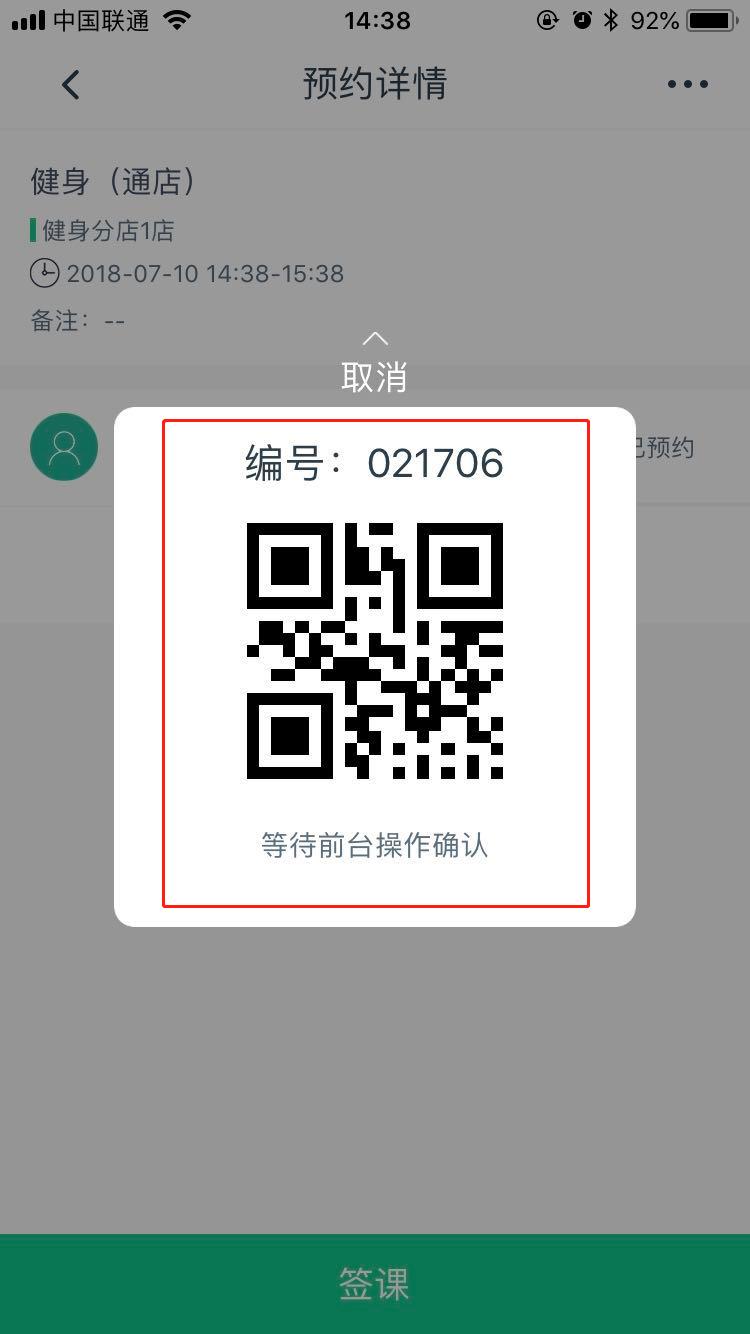 中国联通 14:38 92%
预约详情
健身（通店）
健身分店1店
2018-07-10 14:38-15:38
备注：--
取消
已预约
编号：021706
等待前台操作确认
签课